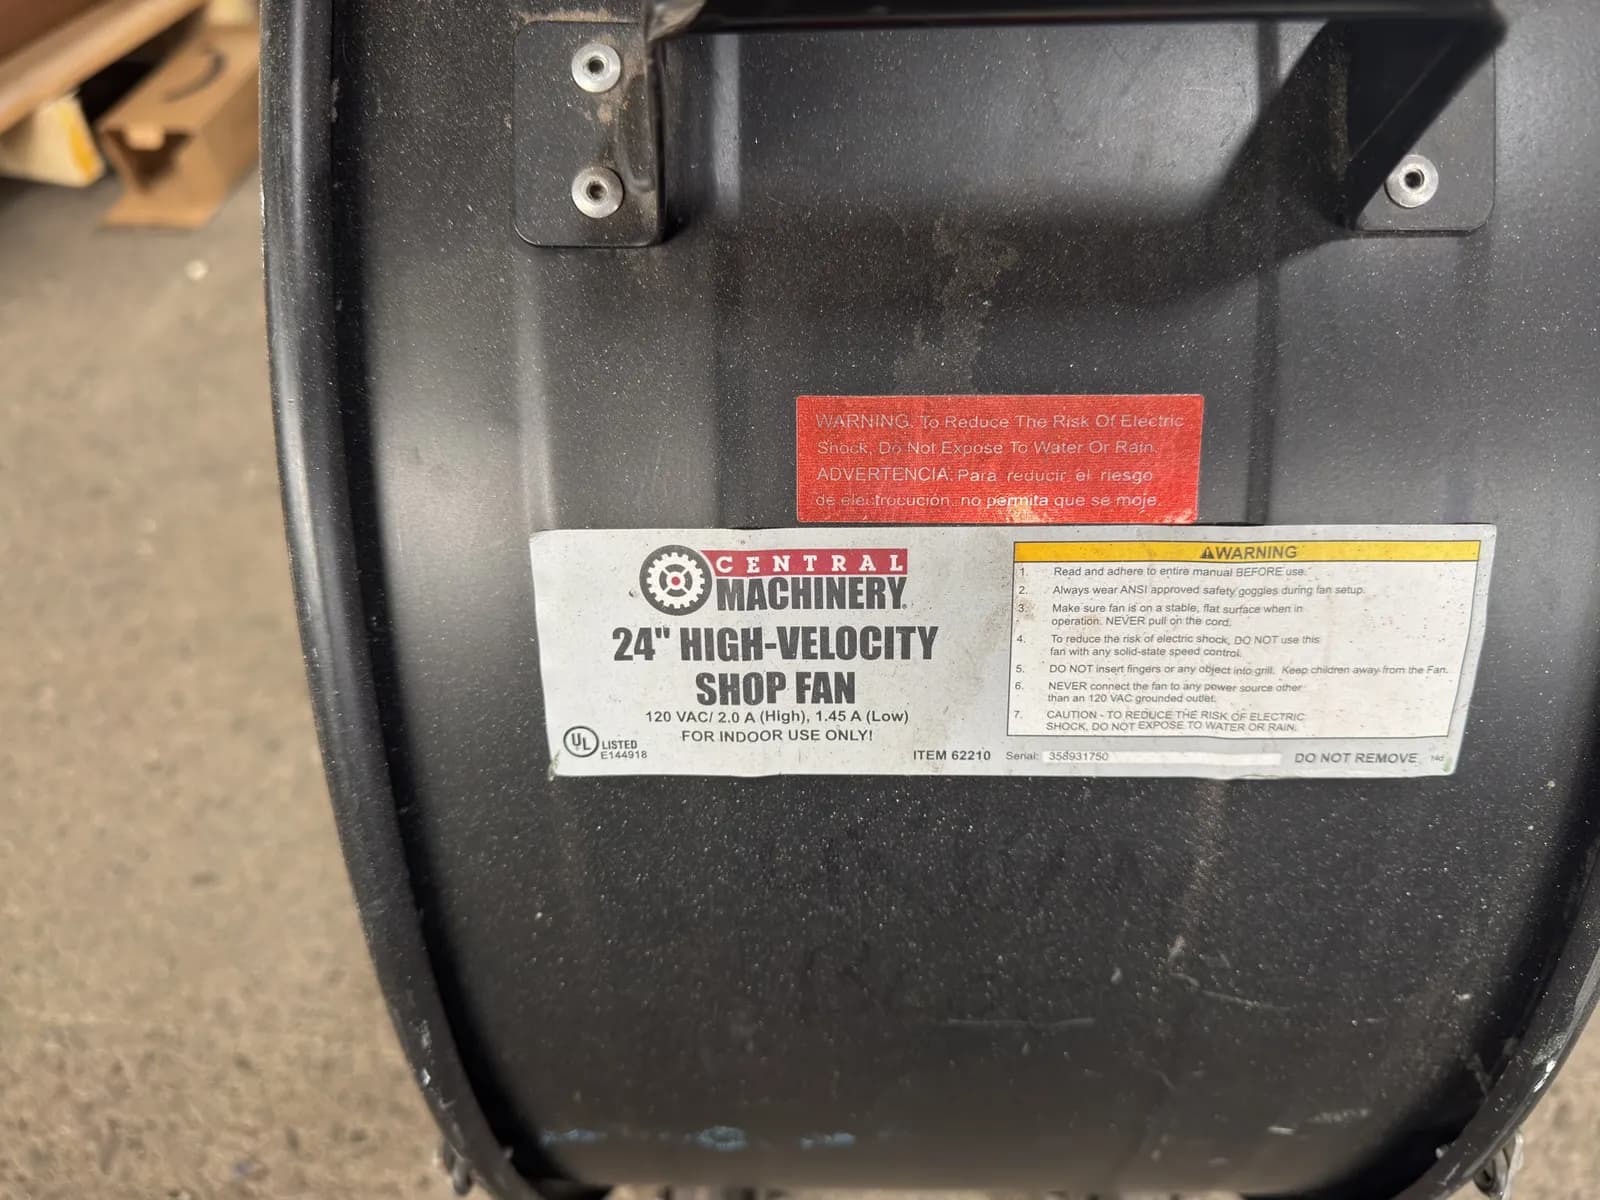 WARNING. To Reduce The Risk Of Electric
Shock, Do Not Expose To Water Or Rain.
ADVERTENCIA. Para reducir el riesgo
de electrocución, no permita que se moje.
CENTRAL
MACHINERY®
24" HIGH-VELOCITY
SHOP FAN
120 VAC/ 2.0 A (High), 1.45 A (Low)
FOR INDOOR USE ONLY!
UL LISTED
E144918
ITEM 62210
⚠WARNING
1. Read and adhere to entire manual BEFORE use.
2. Always wear ANSI approved safety goggles during fan setup.
3. Make sure fan is on a stable, flat surface when in
operation. NEVER pull on the cord.
4. To reduce the risk of electric shock, DO NOT use this
fan with any solid-state speed control.
5. DO NOT insert fingers or any object into grill. Keep children away from the Fan.
6. NEVER connect the fan to any power source other
than an 120 VAC grounded outlet.
7. CAUTION - TO REDUCE THE RISK OF ELECTRIC
SHOCK, DO NOT EXPOSE TO WATER OR RAIN.
Serial: 358931750
DO NOT REMOVE 14d